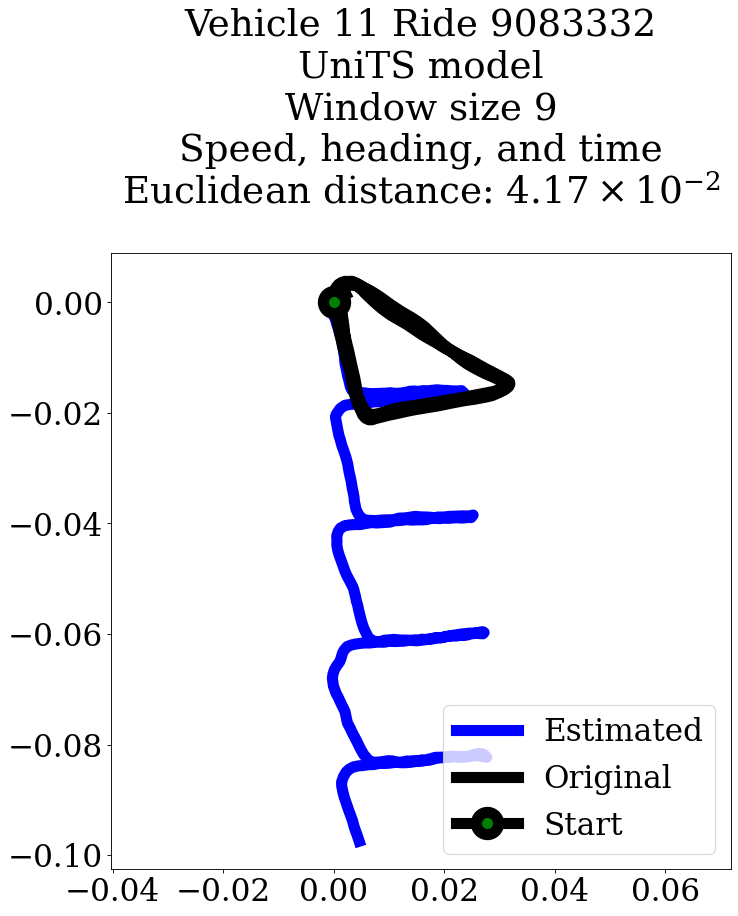 Vehicle 11 Ride 9083332
UniTS model
Window size 9
Speed, heading, and time
Euclidean distance: 4.17 × 10⁻²
0.00
−0.02
−0.04
−0.06
−0.08
−0.10
−0.04 −0.02 0.00 0.02 0.04 0.06
Estimated
Original
Start